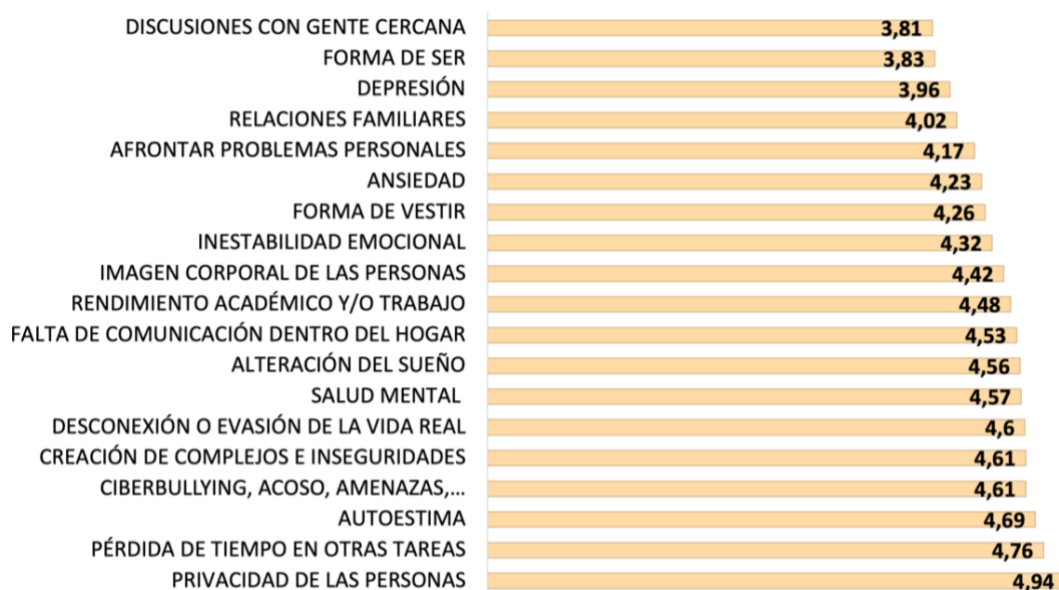 DISCUSIONES CON GENTE CERCANA 3,81
FORMA DE SER 3,83
DEPRESIÓN 3,96
RELACIONES FAMILIARES 4,02
AFRONTAR PROBLEMAS PERSONALES 4,17
ANSIEDAD 4,23
FORMA DE VESTIR 4,26
INESTABILIDAD EMOCIONAL 4,32
IMAGEN CORPORAL DE LAS PERSONAS 4,42
RENDIMIENTO ACADÉMICO Y/O TRABAJO 4,48
FALTA DE COMUNICACIÓN DENTRO DEL HOGAR 4,53
ALTERACIÓN DEL SUEÑO 4,56
SALUD MENTAL 4,57
DESCONEXIÓN O EVASIÓN DE LA VIDA REAL 4,6
CREACIÓN DE COMPLEJOS E INSEGURIDADES 4,61
CIBERBULLYING, ACOSO, AMENAZAS,... 4,61
AUTOESTIMA 4,69
PÉRDIDA DE TIEMPO EN OTRAS TAREAS 4,76
PRIVACIDAD DE LAS PERSONAS 4,94